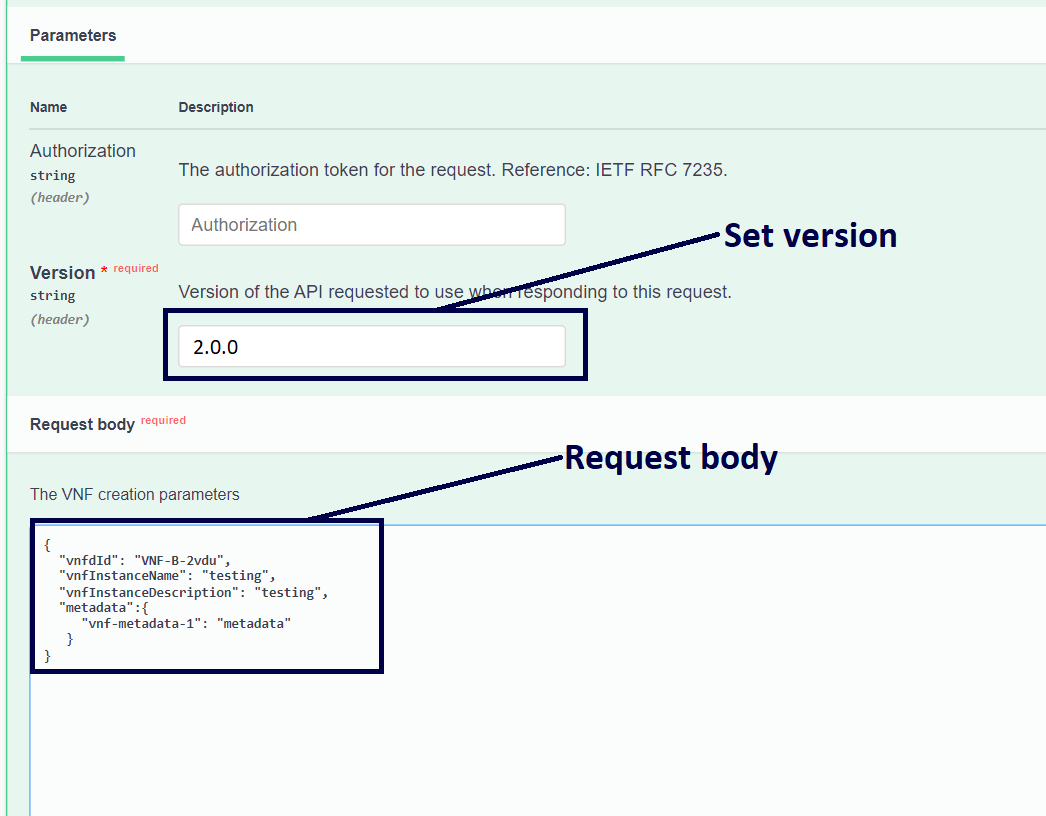 Parameters
Name Description
Authorization
string
(header)
The authorization token for the request. Reference: IETF RFC 7235.
Authorization
Set version
Version * required
string
(header)
Version of the API requested to use when responding to this request.
2.0.0
Request body required
Request body
The VNF creation parameters
{
  "vnfdId": "VNF-B-2vdu",
  "vnfInstanceName": "testing",
  "vnfInstanceDescription": "testing",
  "metadata":{
     "vnf-metadata-1": "metadata"
   }
}